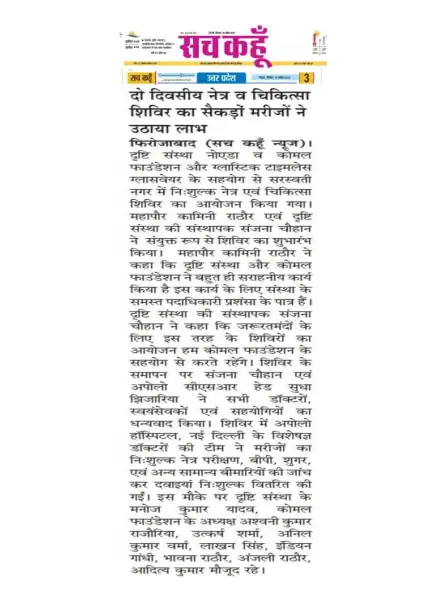 सच कहूँ
सच कहूँ
उत्तर प्रदेश
3
दो दिवसीय नेत्र व चिकित्सा
शिविर का सैकड़ों मरीजों ने
उठाया लाभ
फिरोजाबाद (सच कहूँ न्यूज)।
दृष्टि संस्था नोएडा व कोमल
फाउंडेशन और ग्लास्टिक टाइमलेस
ग्लासवेयर के सहयोग से सरस्वती
नगर में निःशुल्क नेत्र एवं चिकित्सा
शिविर का आयोजन किया गया।
महापौर कामिनी राठौर एवं दृष्टि
संस्था की संस्थापक संजना चौहान
ने संयुक्त रूप से शिविर का शुभारंभ
किया। महापौर कामिनी राठौर ने
कहा कि दृष्टि संस्था और कोमल
फाउंडेशन ने बहुत ही सराहनीय कार्य
किया है इस कार्य के लिए संस्था के
समस्त पदाधिकारी प्रशंसा के पात्र हैं।
दृष्टि संस्था की संस्थापक संजना
चौहान ने कहा कि जरूरतमंदों के
लिए इस तरह के शिविरों का
आयोजन हम कोमल फाउंडेशन के
सहयोग से करते रहेंगे। शिविर के
समापन पर संजना चौहान एवं
अपोलो सीएसआर हेड सुधा
झिजारिया ने सभी डॉक्टरों,
स्वयंसेवकों एवं सहयोगियों का
धन्यवाद किया। शिविर में अपोलो
हॉस्पिटल, नई दिल्ली के विशेषज्ञ
डॉक्टरों की टीम ने मरीजों का
निःशुल्क नेत्र परीक्षण, बीपी, शुगर,
एवं अन्य सामान्य बीमारियों की जांच
कर दवाइयां निःशुल्क वितरित की
गईं। इस मौके पर दृष्टि संस्था के
मनोज कुमार यादव, कोमल
फाउंडेशन के अध्यक्ष अश्वनी कुमार
राजौरिया, उत्कर्ष शर्मा, अनिल
कुमार वर्मा, लाखन सिंह, इंडियन
गांधी, भावना राठौर, अंजली राठौर,
आदित्य कुमार मौजूद रहे।